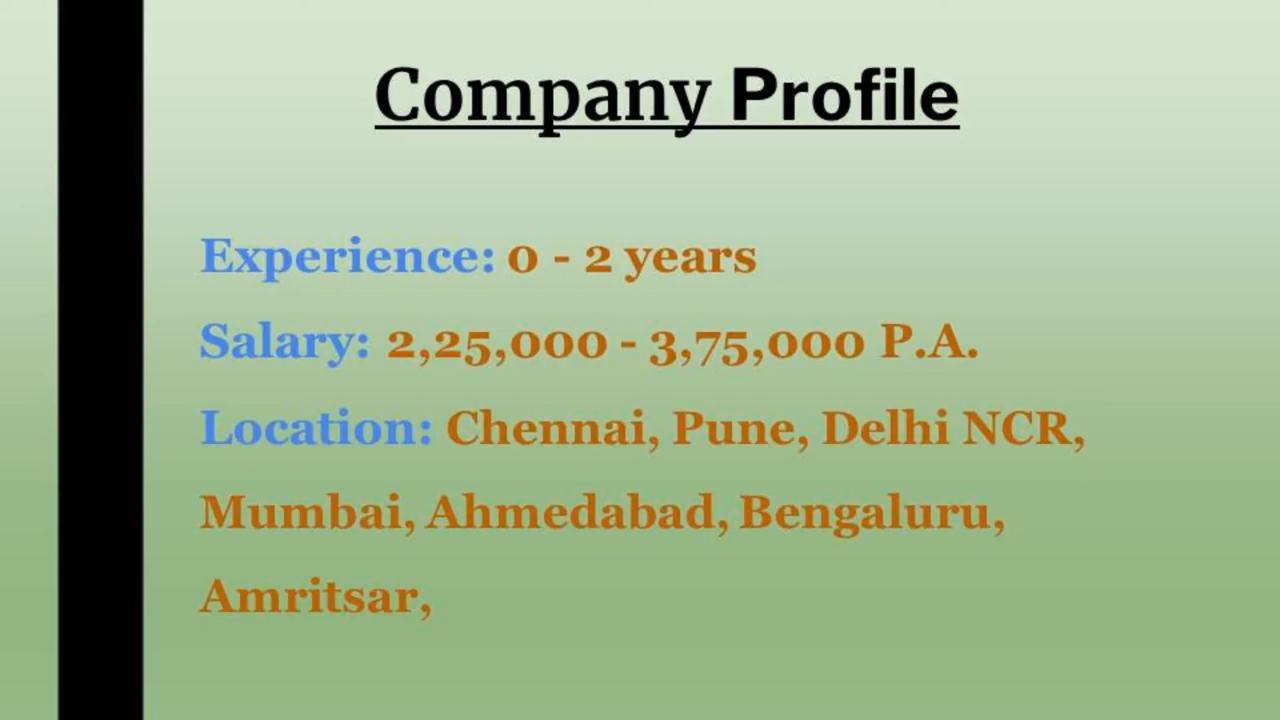 Company Profile
Experience: 0 - 2 years
Salary: 2,25,000 - 3,75,000 P.A.
Location: Chennai, Pune, Delhi NCR,
Mumbai, Ahmedabad, Bengaluru,
Amritsar,